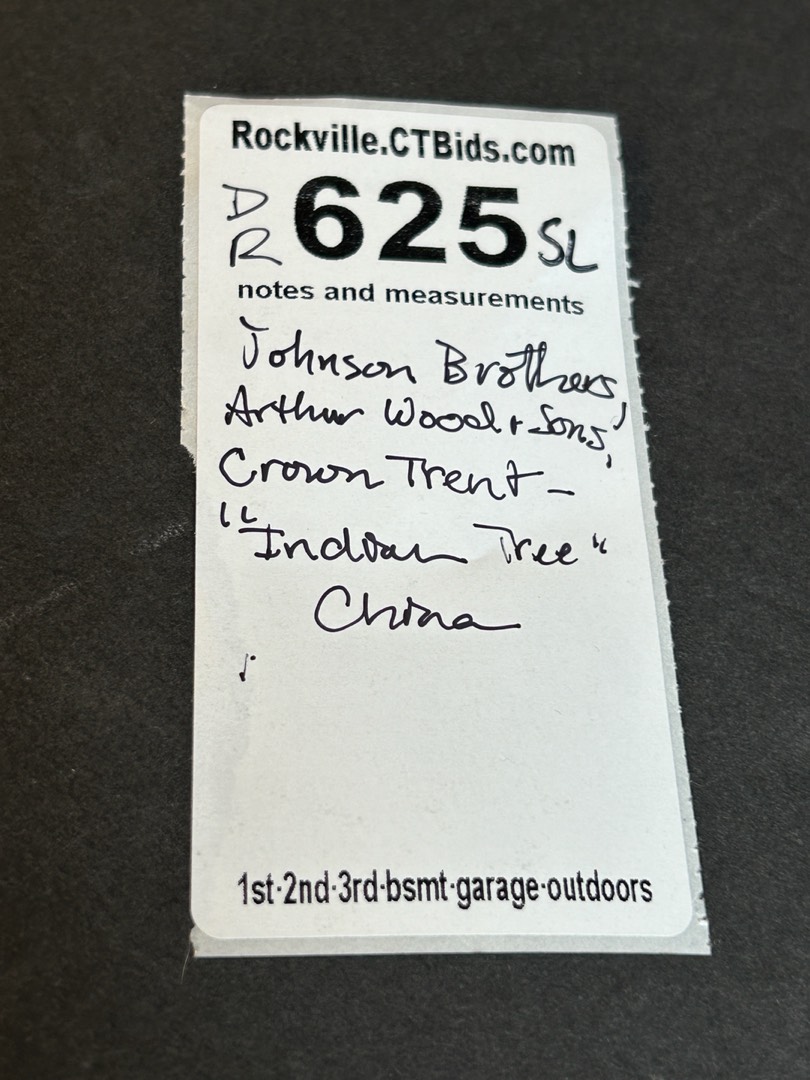 Rockville.CTBids.com
DR 625 SL
notes and measurements
Johnson Brothers,
Arthur Wood + Sons,
Crown Trent -
"Indian Tree"
China
1st·2nd·3rd·bsmt·garage·outdoors